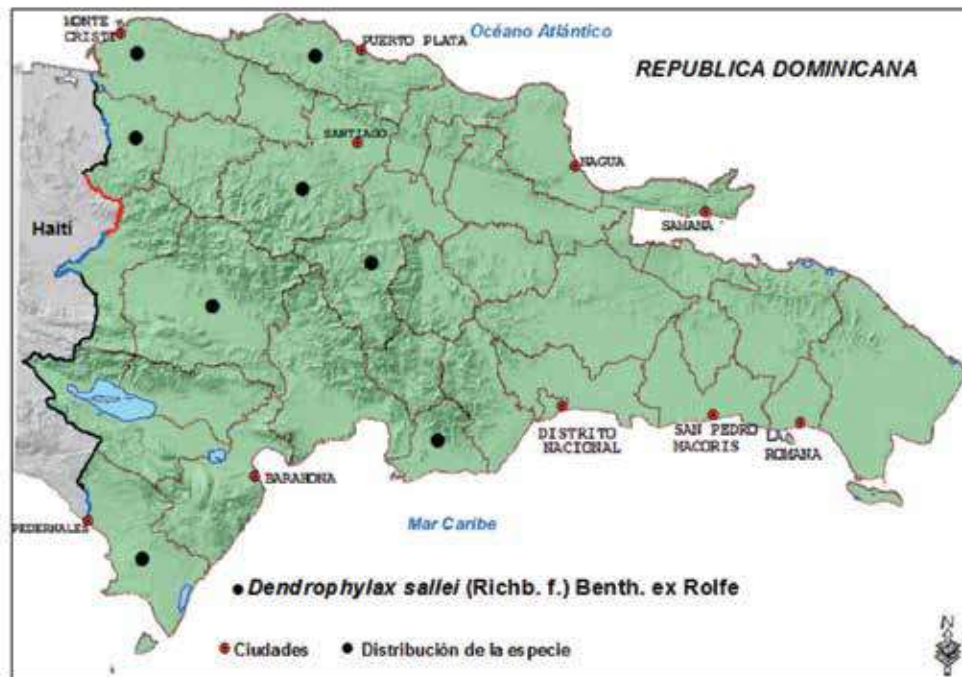 MONTE
CRISTI
PUERTO PLATA
Océano Atlántico
REPUBLICA DOMINICANA
SANTIAGO
NAGUA
Haití
SAMANA
DISTRITO
NACIONAL
SAN PEDRO
MACORIS
LA
ROMANA
BARAHONA
PEDERNALES
Mar Caribe
Dendrophylax sallei (Richb. f.) Benth. ex Rolfe
Ciudades
Distribución de la especie